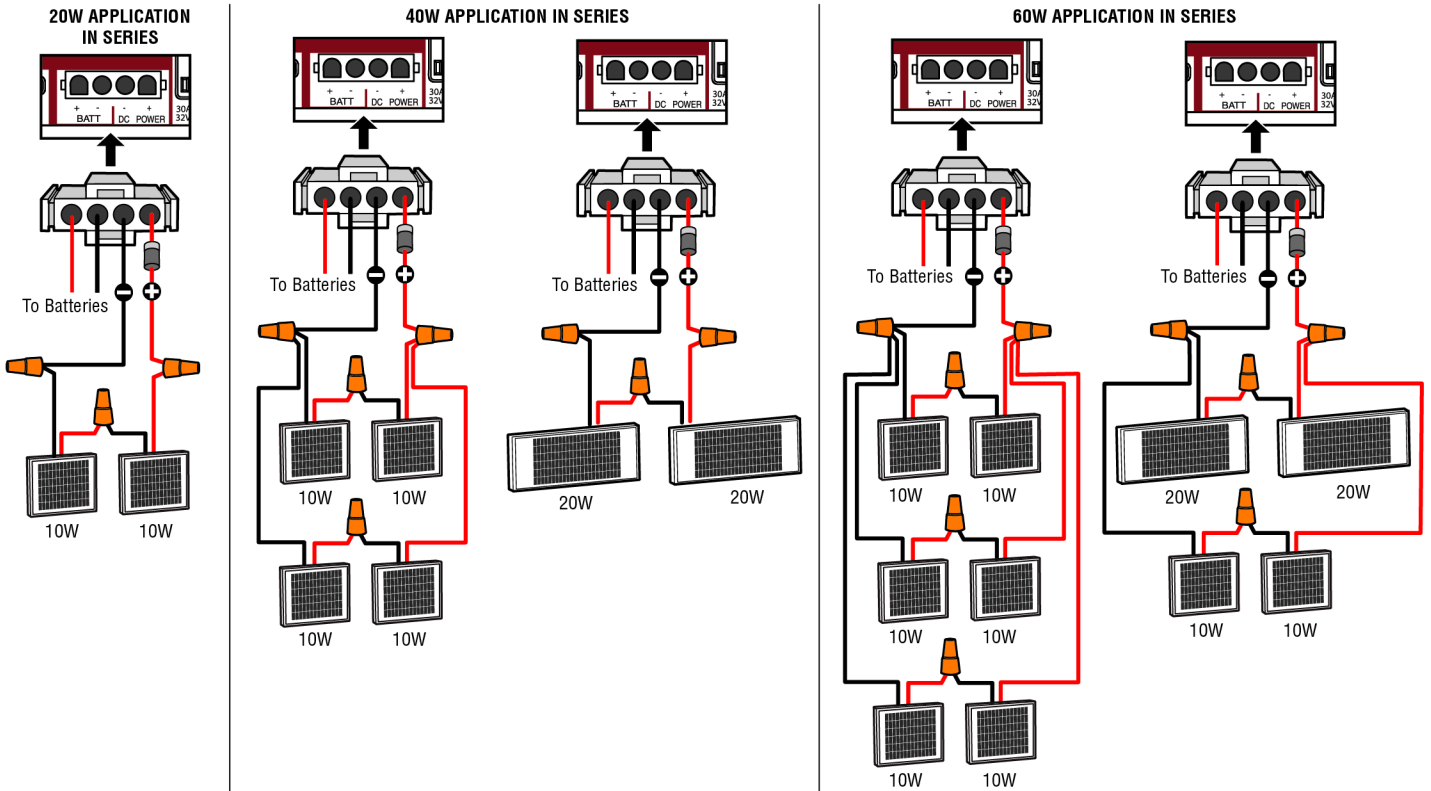 20W APPLICATION
IN SERIES
+ - - +
BATT DC POWER
30A
32V
To Batteries
10W 10W
40W APPLICATION IN SERIES
+ - - +
BATT DC POWER
30A
32V
To Batteries
10W 10W
10W 10W
+ - - +
BATT DC POWER
30A
32V
To Batteries
20W 20W
60W APPLICATION IN SERIES
+ - - +
BATT DC POWER
30A
32V
To Batteries
10W 10W
10W 10W
10W 10W
+ - - +
BATT DC POWER
30A
32V
To Batteries
20W 20W
10W 10W